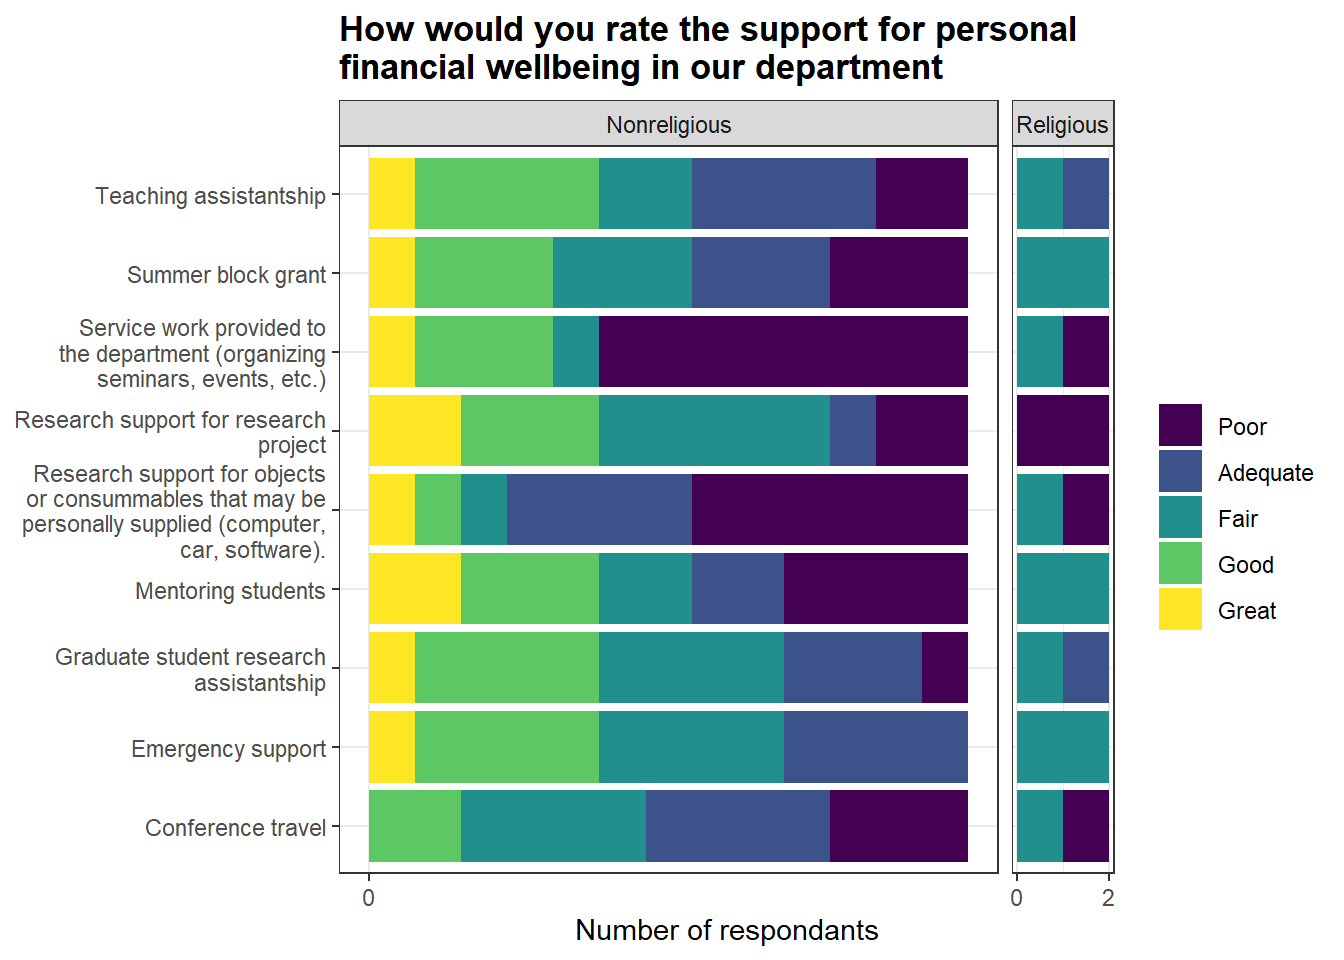 How would you rate the support for personal
financial wellbeing in our department
Nonreligious
Religious
Teaching assistantship
Summer block grant
Service work provided to
the department (organizing
seminars, events, etc.)
Research support for research
project
Research support for objects
or consummables that may be
personally supplied (computer,
car, software).
Mentoring students
Graduate student research
assistantship
Emergency support
Conference travel
0
0
2
Number of respondants
Poor
Adequate
Fair
Good
Great